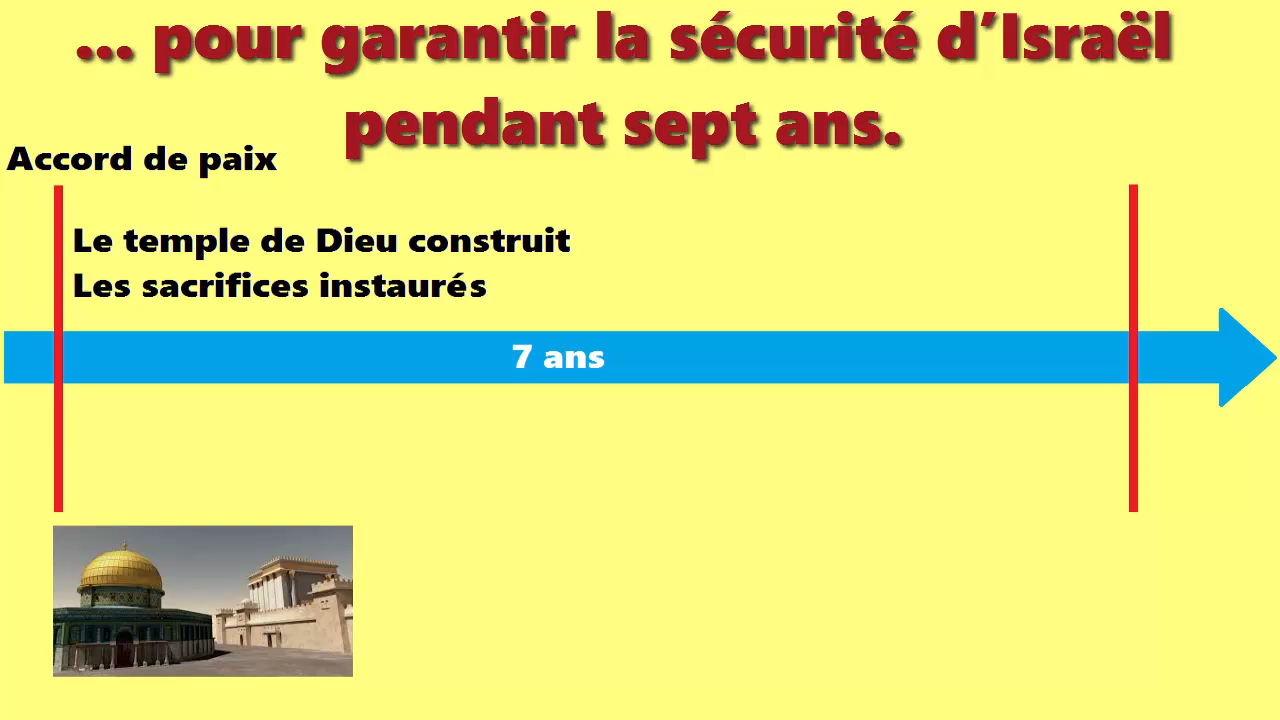 ... pour garantir la sécurité d’Israël
pendant sept ans.
Accord de paix
Le temple de Dieu construit
Les sacrifices instaurés
7 ans